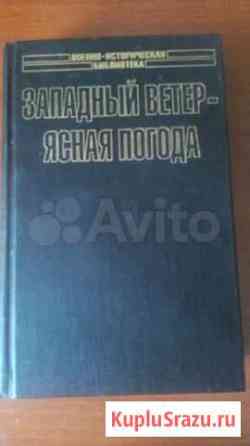 ВОЕННО-ИСТОРИЧЕСКАЯ
БИБЛИОТЕКА
ЗАПАДНЫЙ ВЕТЕР-
ЯСНАЯ ПОГОДА
Avito
KupluSrazu.ru